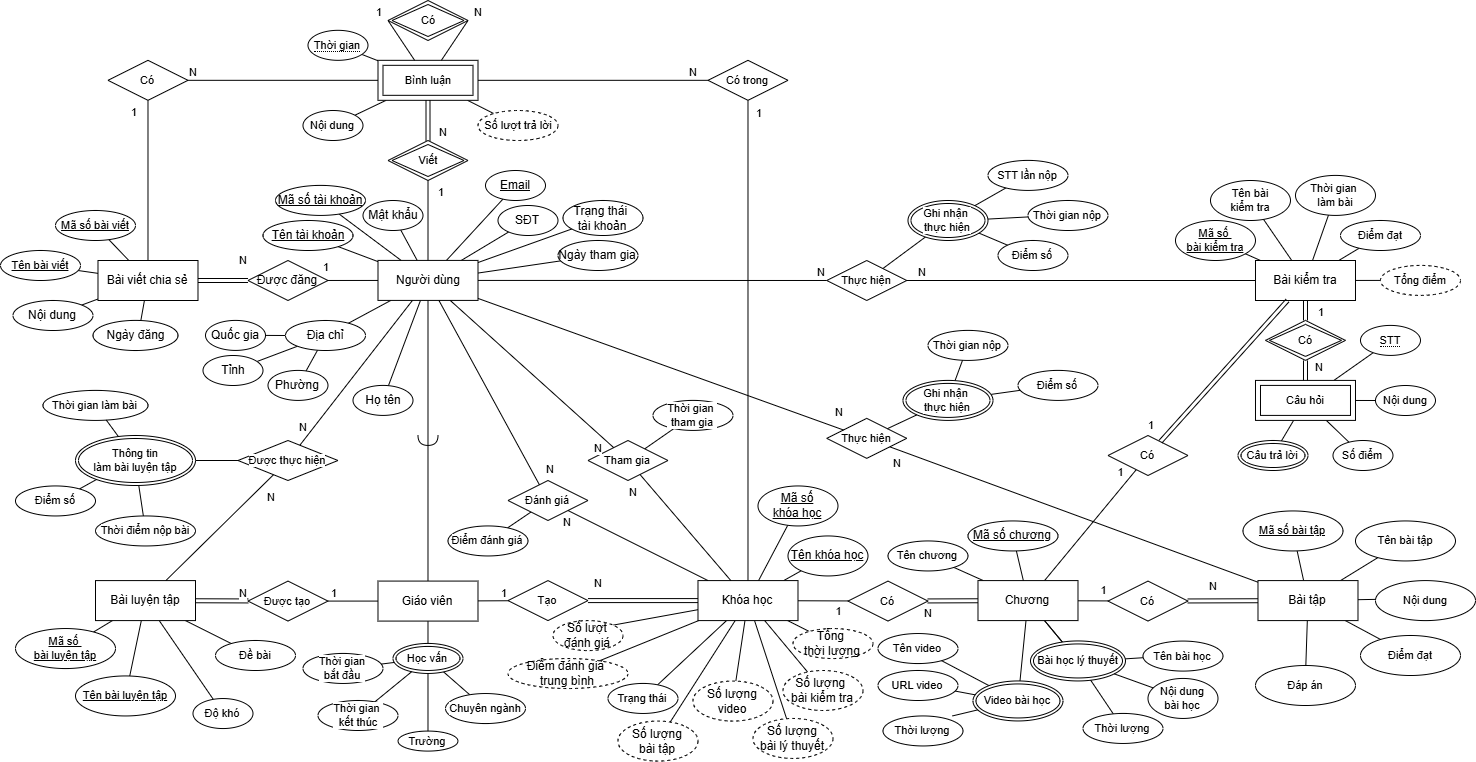 1
Có
N
Thời gian
Có
N
Bình luận
N
Có trong
1
1
Nội dung
Số lượt trả lời
N
Viết
1
Email
Mã số tài khoản
Mật khẩu
SĐT
Trạng thái
tài khoản
Tên tài khoản
Ngày tham gia
STT lần nộp
Ghi nhận
thực hiện
Thời gian nộp
Điểm số
Tên bài
kiểm tra
Thời gian
làm bài
Mã số
bài kiểm tra
Điểm đạt
Mã số bài viết
Tên bài viết
Bài viết chia sẻ
N
Được đăng
1
Người dùng
N
Thực hiện
N
Bài kiểm tra
Tổng điểm
Nội dung
Ngày đăng
Quốc gia
Địa chỉ
Tỉnh
Phường
Họ tên
1
Có
N
STT
Câu hỏi
Nội dung
Câu trả lời
Số điểm
Thời gian nộp
Ghi nhận
thực hiện
Điểm số
N
Thực hiện
N
Thời gian làm bài
Thông tin
làm bài luyện tập
Điểm số
Thời điểm nộp bài
N
Được thực hiện
N
Thời gian
tham gia
N
Tham gia
N
N
Đánh giá
N
Điểm đánh giá
1
Có
1
Mã số
khóa học
Tên khóa học
Mã số chương
Tên chương
Mã số bài tập
Tên bài tập
Bài luyện tập
N
Được tạo
1
Giáo viên
1
Tạo
N
Khóa học
1
Có
N
Chương
1
Có
N
Bài tập
Nội dung
Mã số
bài luyện tập
Đề bài
Tên bài luyện tập
Độ khó
Thời gian
bắt đầu
Học vấn
Thời gian
kết thúc
Chuyên ngành
Trường
Số lượt
đánh giá
Điểm đánh giá
trung bình
Trạng thái
Số lượng
bài tập
Số lượng
video
Tổng
thời lượng
Số lượng
bài kiểm tra
Số lượng
bài lý thuyết
Tên video
URL video
Thời lượng
Video bài học
Bài học lý thuyết
Tên bài học
Nội dung
bài học
Thời lượng
Điểm đạt
Đáp án